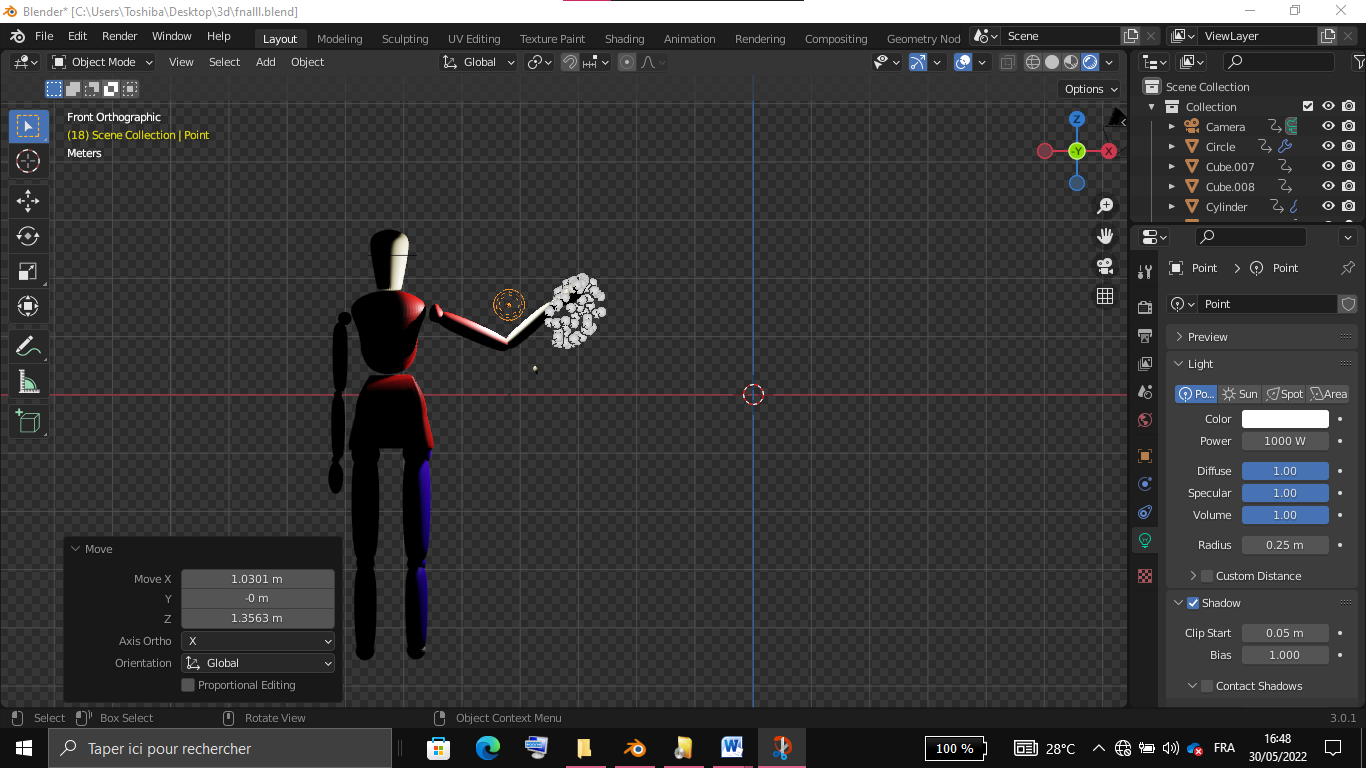 Blender* [C:\Users\Toshiba\Desktop\3d\fnalll.blend]
File Edit Render Window Help Layout Modeling Sculpting UV Editing Texture Paint Shading Animation Rendering Compositing Geometry Nod Scene ViewLayer
Object Mode View Select Add Object Global
Options
Front Orthographic
(18) Scene Collection | Point
Meters
Z
-Y
X
Scene Collection
Collection
Camera
Circle
Cube.007
Cube.008
Cylinder
Point Point
Point
Preview
Light
Po... Sun Spot Area
Color
Power 1000 W
Diffuse 1.00
Specular 1.00
Volume 1.00
Radius 0.25 m
Custom Distance
Shadow
Clip Start 0.05 m
Bias 1.000
Contact Shadows
Move
Move X 1.0301 m
Y -0 m
Z 1.3563 m
Axis Ortho X
Orientation Global
Proportional Editing
Select Box Select Rotate View Object Context Menu 3.0.1
Taper ici pour rechercher
100 %
28°C
FRA
16:48
30/05/2022